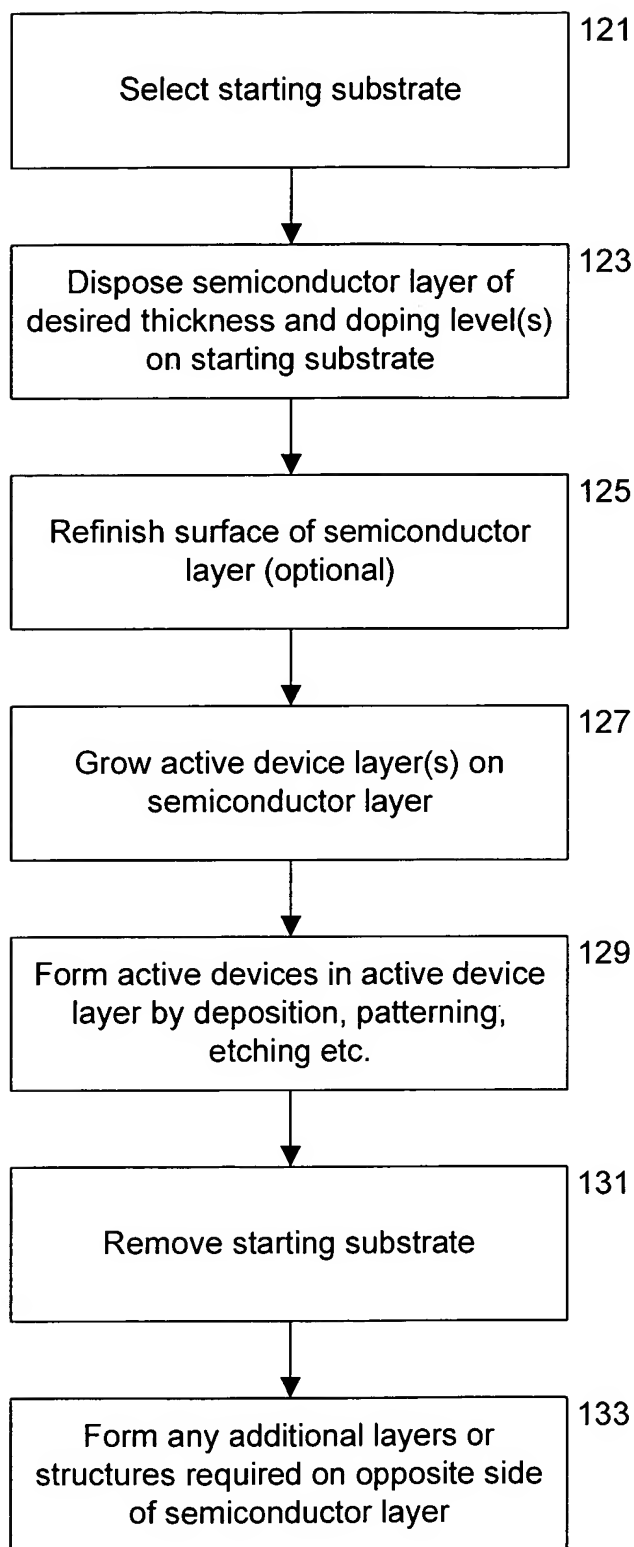 121
Select starting substrate
123
Dispose semiconductor layer of
desired thickness and doping level(s)
on starting substrate
125
Refinish surface of semiconductor
layer (optional)
127
Grow active device layer(s) on
semiconductor layer
129
Form active devices in active device
layer by deposition, patterning,
etching etc.
131
Remove starting substrate
133
Form any additional layers or
structures required on opposite side
of semiconductor layer